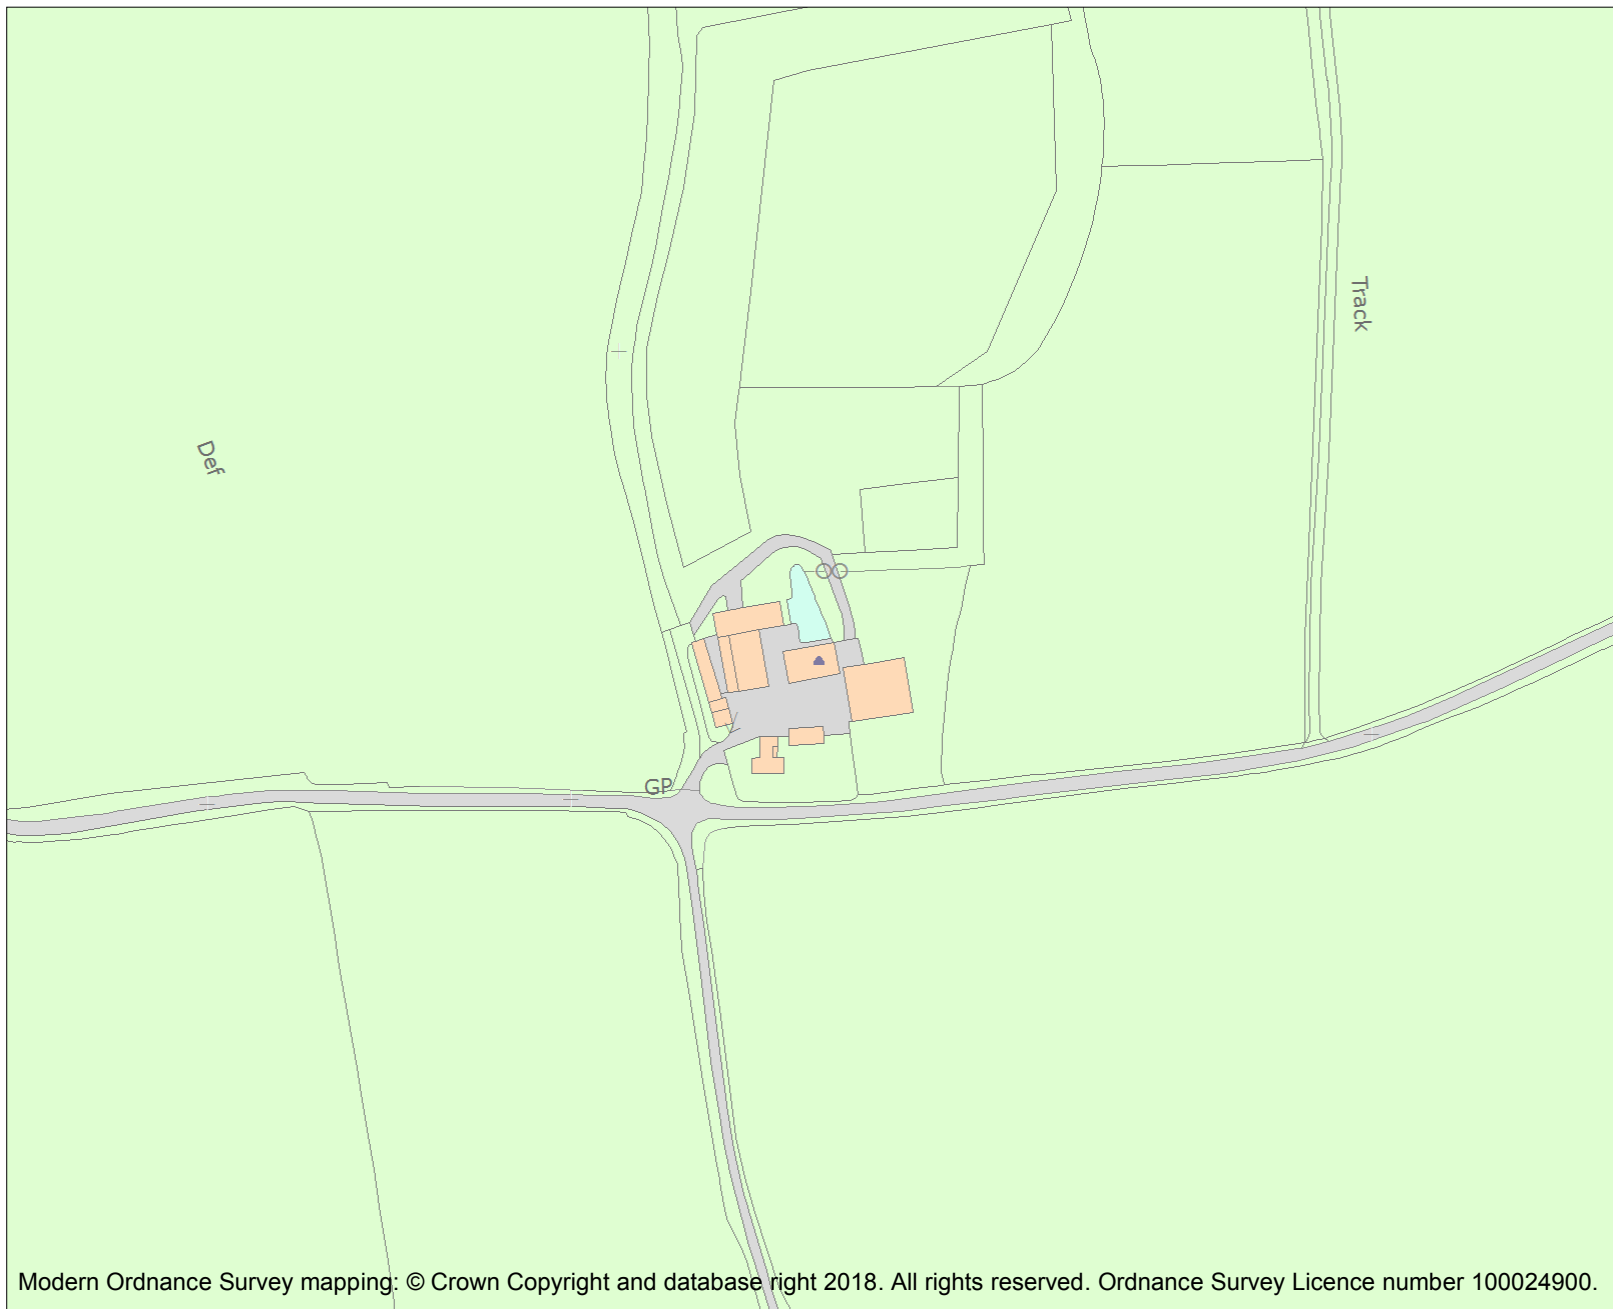 Track
Def
GP
Modern Ordnance Survey mapping: © Crown Copyright and database right 2018. All rights reserved. Ordnance Survey Licence number 100024900.